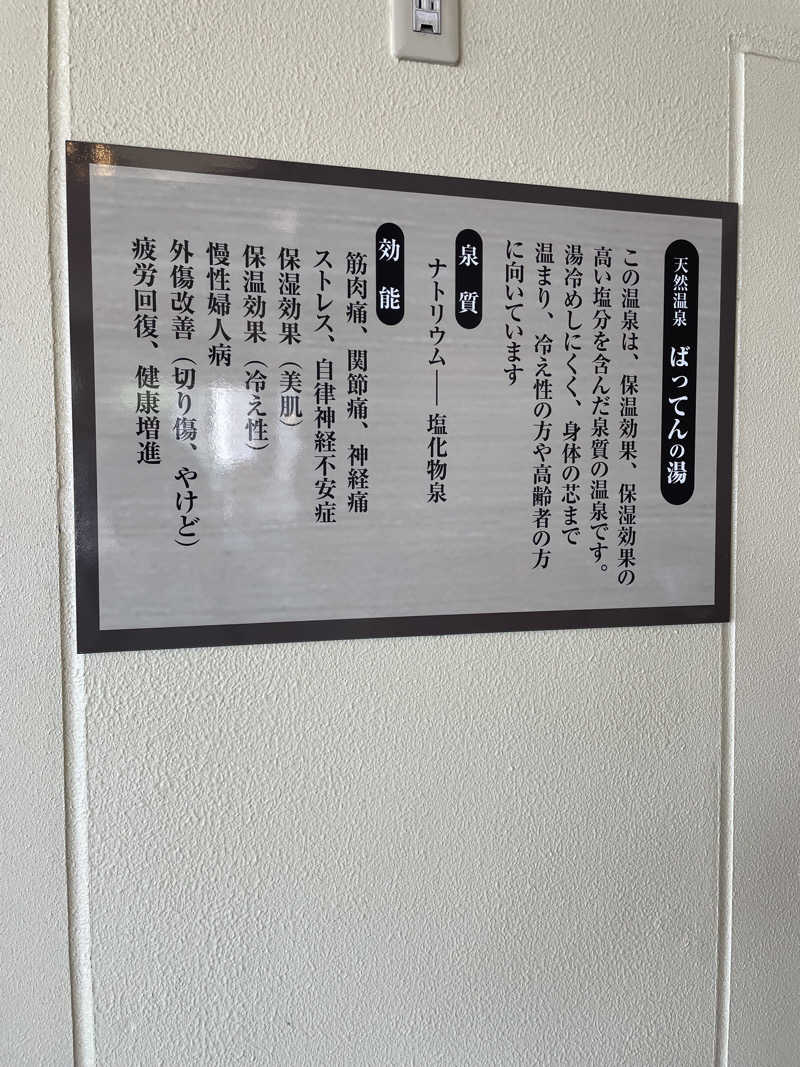 天然温泉 ばってんの湯
この温泉は、保温効果、保湿効果の
高い塩分を含んだ泉質の温泉です。
湯冷めしにくく、身体の芯まで
温まり、冷え性の方や高齢者の方
に向いています
泉質
ナトリウム―塩化物泉
効能
筋肉痛、関節痛、神経痛
ストレス、自律神経不安症
保湿効果(美肌)
保温効果(冷え性)
慢性婦人病
外傷改善(切り傷、やけど)
疲労回復、健康増進